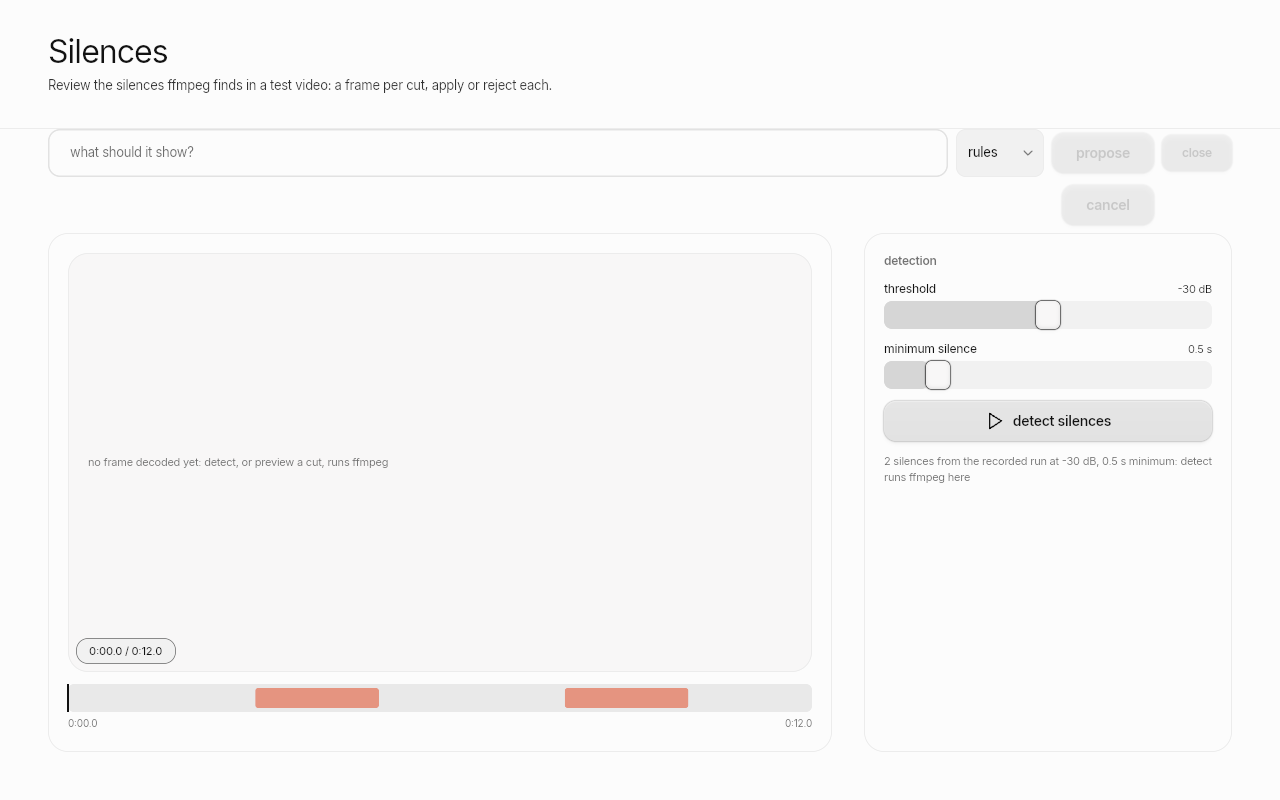 Silences
Review the silences ffmpeg finds in a test video: a frame per cut, apply or reject each.
what should it show?
rules
propose
close
cancel
no frame decoded yet: detect, or preview a cut, runs ffmpeg
0:00.0 / 0:12.0
0:00.0
0:12.0
detection
threshold
-30 dB
minimum silence
0.5 s
detect silences
2 silences from the recorded run at -30 dB, 0.5 s minimum: detect
runs ffmpeg here